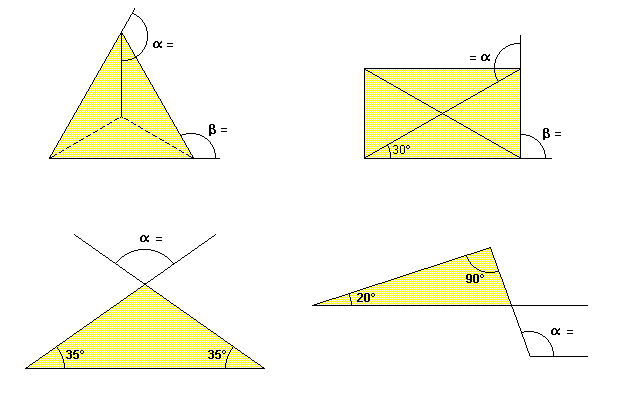 α =
β =
= α
30°
β =
α =
35°
35°
90°
20°
α =